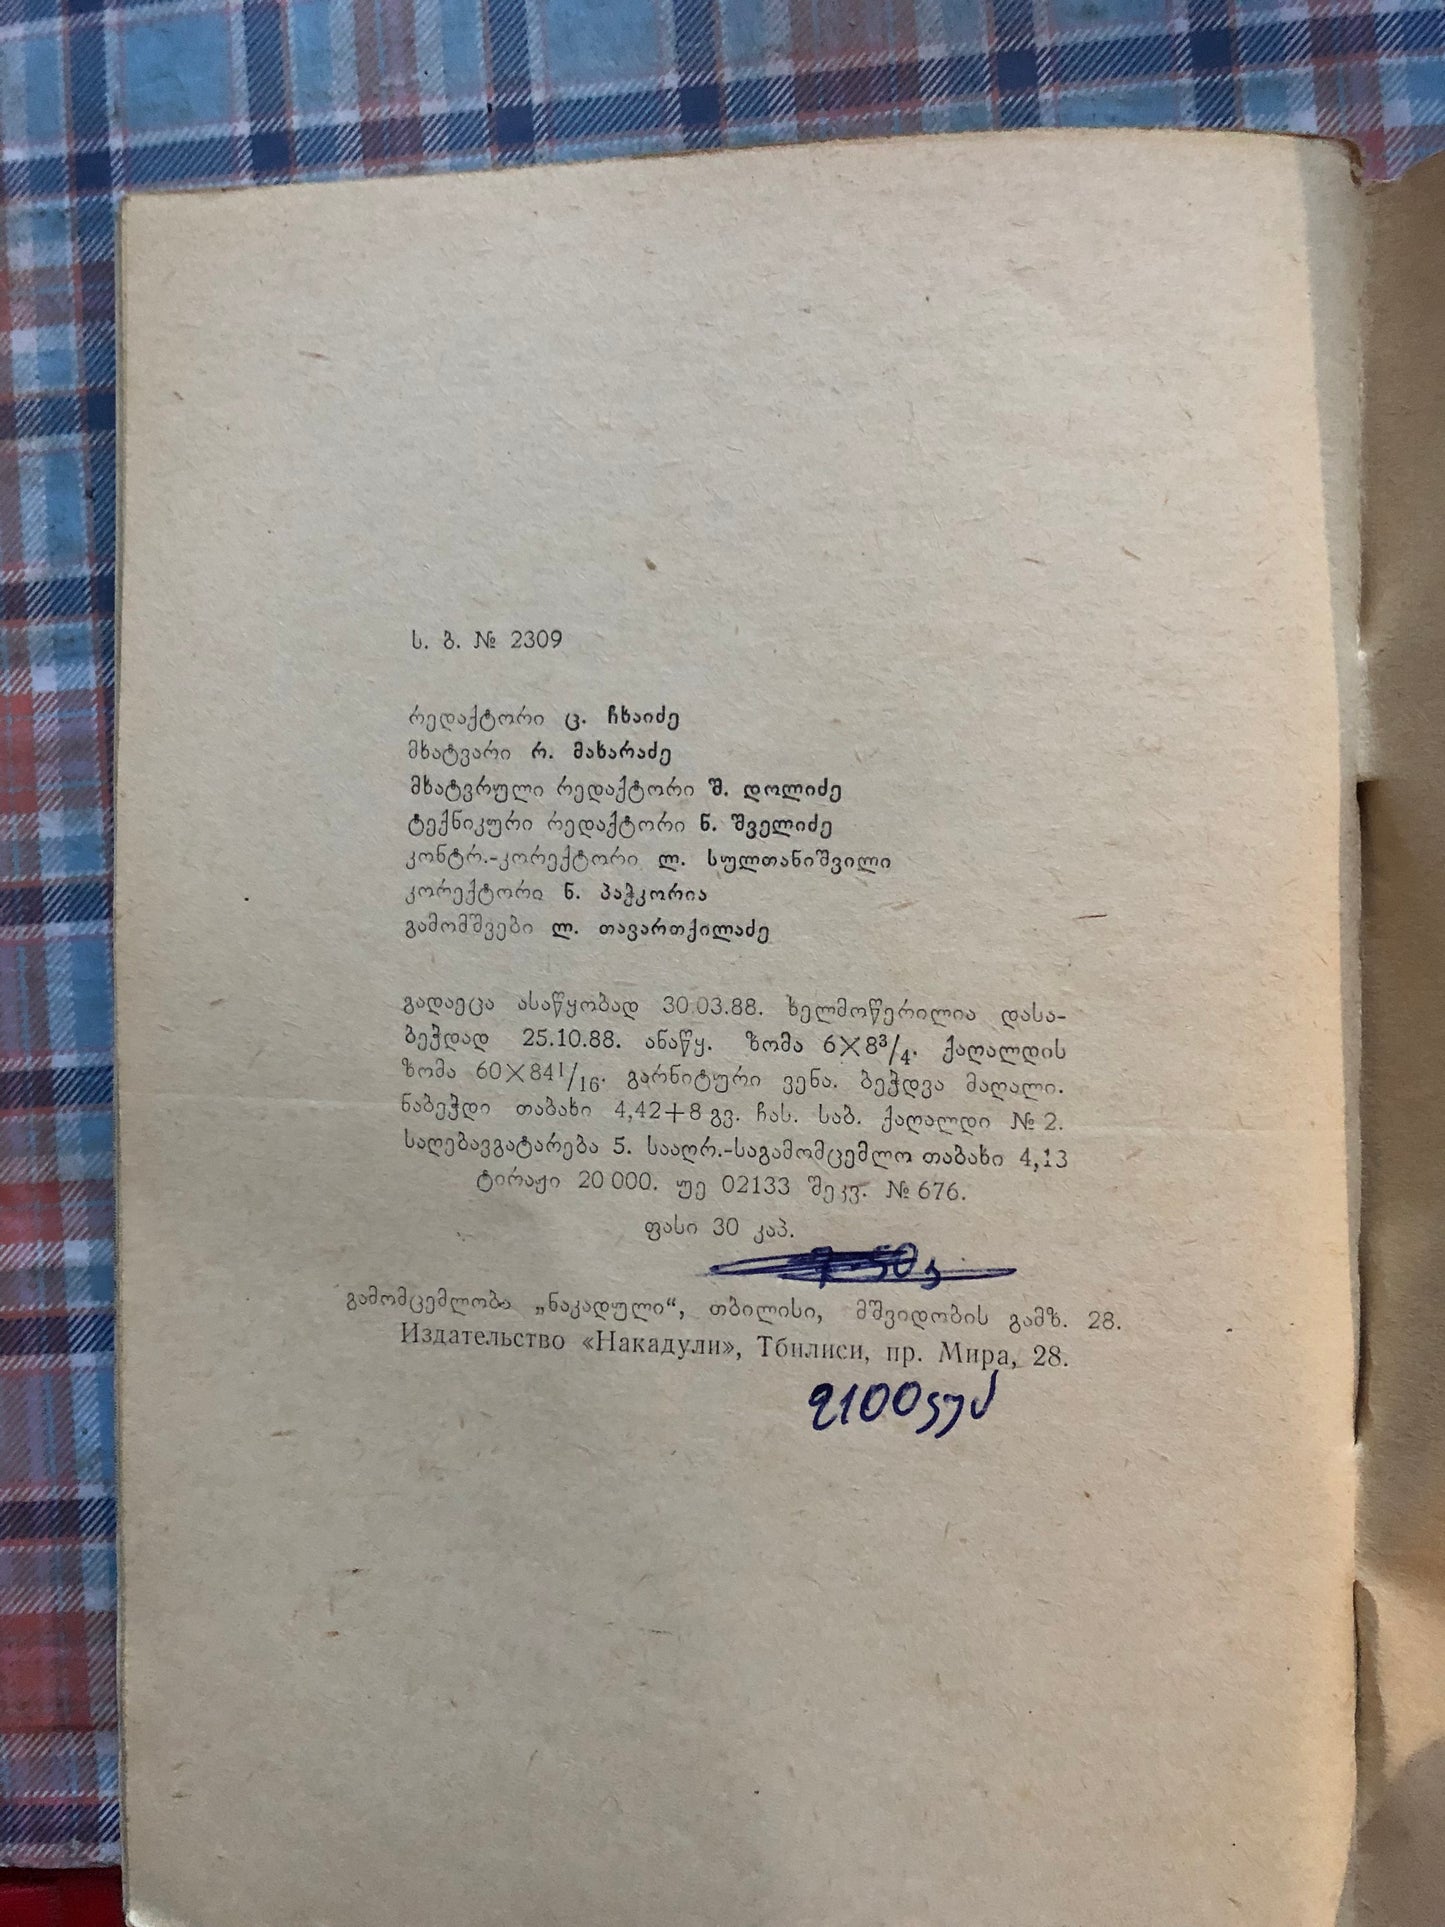 ს. ბ. № 2309
რედაქტორი ც. ჩხაიძე
მხატვარი რ. მახარაძე
მხატვრული რედაქტორი შ. დოლიძე
ტექნიკური რედაქტორი ნ. შველიძე
კონტრ.-კორექტორი ლ. სულთანიშვილი
კორექტორი ნ. პაჭკორია
გამომშვები ლ. თავართქილაძე
გადაეცა ასაწყობად 30.03.88. ხელმოწერილია დასა-
ბეჭდად 25.10.88. ანაწყ. ზომა 6×8³/₄. ქაღალდის
ზომა 60×84¹/₁₆. გარნიტური ვენა. ბეჭდვა მაღალი.
ნაბეჭდი თაბახი 4,42+8 გვ. ჩას. საბ. ქაღალდი № 2.
საღებავგატარება 5. სააღრ.-საგამომცემლო თაბახი 4,13
ტირაჟი 20 000. უე 02133 შეკვ. № 676.
ფასი 30 კაპ.
გამომცემლობა „ნაკადული“, თბილისი, მშვიდობის გამზ. 28.
Издательство «Накадули», Тбилиси, пр. Мира, 28.